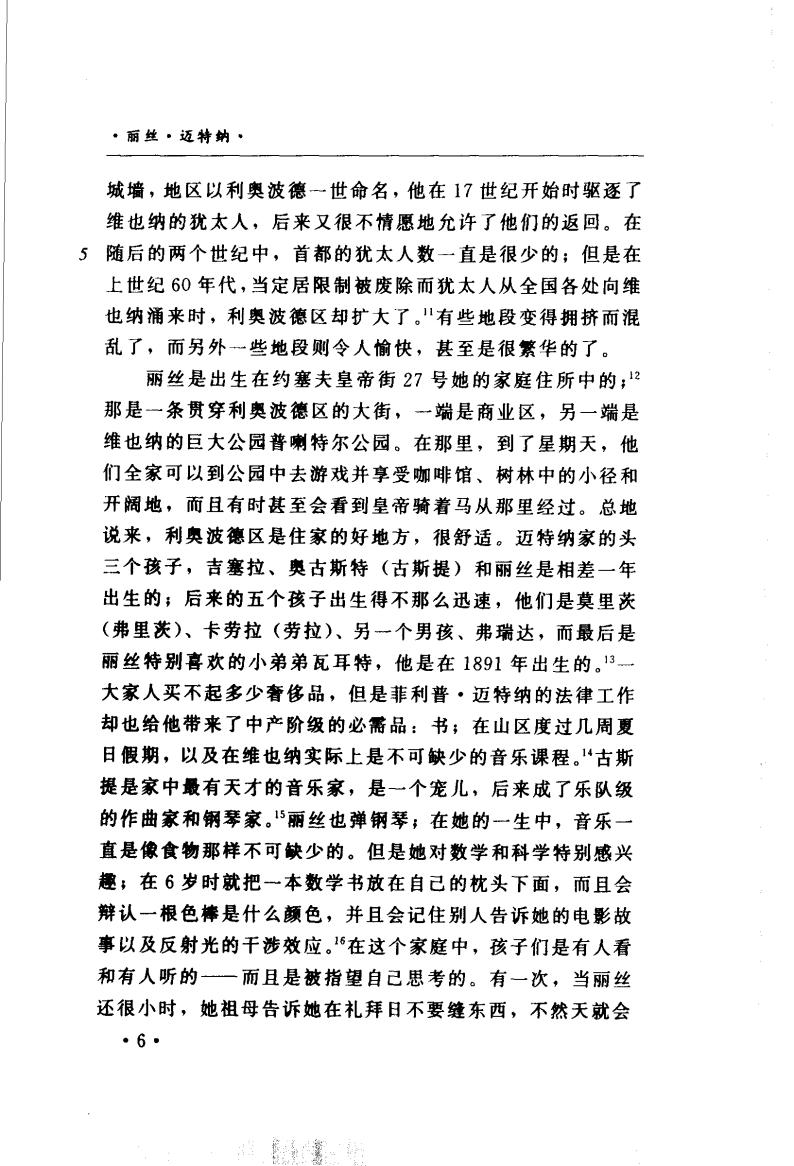 ·丽丝·迈特纳·
城墙，地区以利奥波德一世命名，他在 17 世纪开始时驱逐了
维也纳的犹太人，后来又很不情愿地允许了他们的返回。在
5 随后的两个世纪中，首都的犹太人数一直是很少的；但是在
上世纪 60 年代，当定居限制被废除而犹太人从全国各处向维
也纳涌来时，利奥波德区却扩大了。¹¹有些地段变得拥挤而混
乱了，而另外一些地段则令人愉快，甚至是很繁华的了。
丽丝是出生在约塞夫皇帝街 27 号她的家庭住所中的；¹²
那是一条贯穿利奥波德区的大街，一端是商业区，另一端是
维也纳的巨大公园普喇特尔公园。在那里，到了星期天，他
们全家可以到公园中去游戏并享受咖啡馆、树林中的小径和
开阔地，而且有时甚至会看到皇帝骑着马从那里经过。总地
说来，利奥波德区是住家的好地方，很舒适。迈特纳家的头
三个孩子，吉塞拉、奥古斯特（古斯提）和丽丝是相差一年
出生的；后来的五个孩子出生得不那么迅速，他们是莫里茨
（弗里茨）、卡劳拉（劳拉）、另一个男孩、弗瑞达，而最后是
丽丝特别喜欢的小弟弟瓦耳特，他是在 1891 年出生的。¹³一
大家人买不起多少奢侈品，但是菲利普·迈特纳的法律工作
却也给他带来了中产阶级的必需品：书；在山区度过几周夏
日假期，以及在维也纳实际上是不可缺少的音乐课程。¹⁴古斯
提是家中最有天才的音乐家，是一个宠儿，后来成了乐队级
的作曲家和钢琴家。¹⁵丽丝也弹钢琴；在她的一生中，音乐一
直是像食物那样不可缺少的。但是她对数学和科学特别感兴
趣；在 6 岁时就把一本数学书放在自己的枕头下面，而且会
辩认一根色棒是什么颜色，并且会记住别人告诉她的电影故
事以及反射光的干涉效应。¹⁶在这个家庭中，孩子们是有人看
和有人听的——而且是被指望自己思考的。有一次，当丽丝
还很小时，她祖母告诉她在礼拜日不要缝东西，不然天就会
·6·